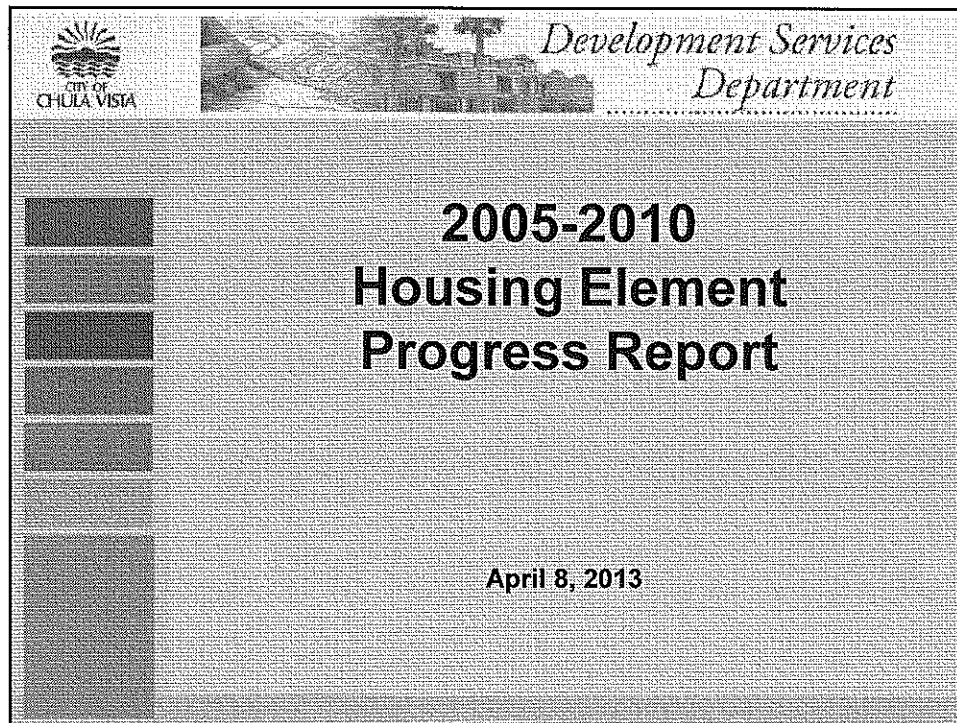 CITY OF
CHULA VISTA
Development Services
Department
2005-2010
Housing Element
Progress Report
April 8, 2013